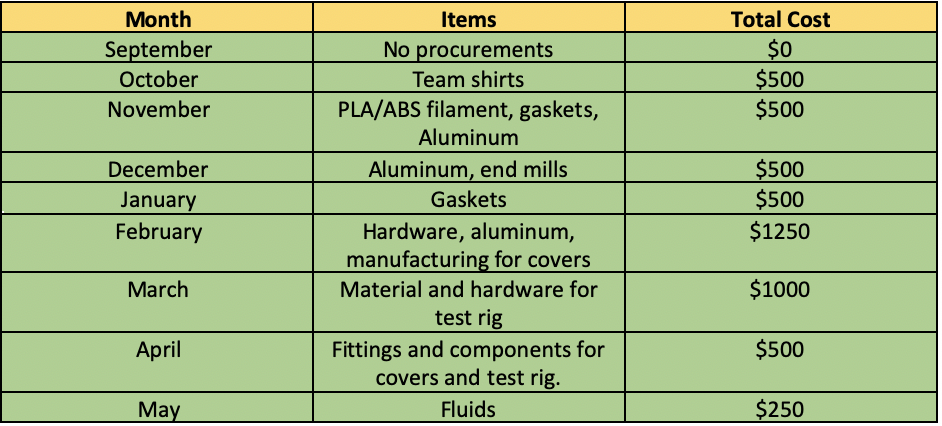 Month Items Total Cost
September No procurements $0
October Team shirts $500
November PLA/ABS filament, gaskets, $500
Aluminum
December Aluminum, end mills $500
January Gaskets $500
February Hardware, aluminum, $1250
manufacturing for covers
March Material and hardware for $1000
test rig
April Fittings and components for $500
covers and test rig.
May Fluids $250